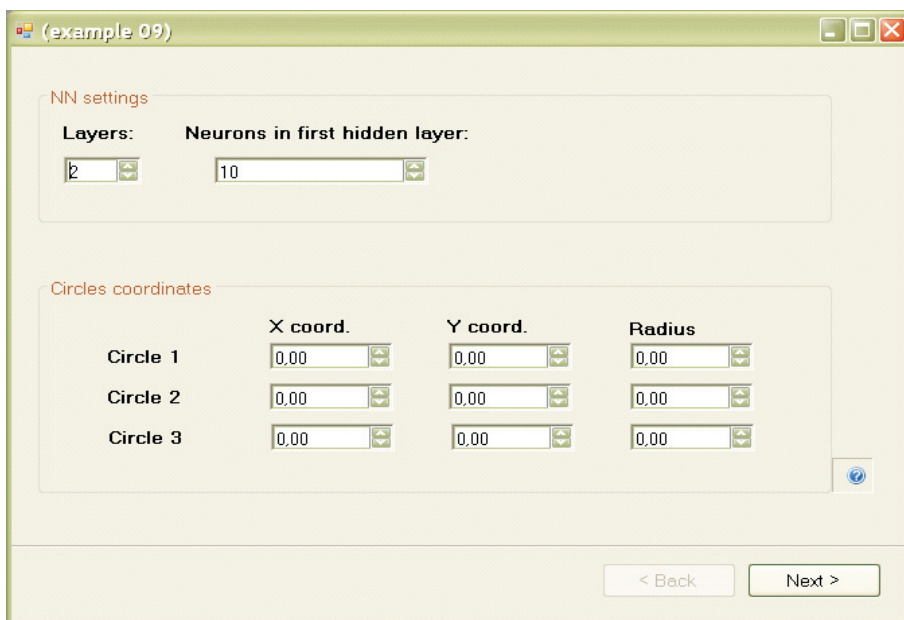 (example 09)
NN settings
Layers: Neurons in first hidden layer:
2 10
Circles coordinates
X coord. Y coord. Radius
Circle 1 0,00 0,00 0,00
Circle 2 0,00 0,00 0,00
Circle 3 0,00 0,00 0,00
< Back Next >